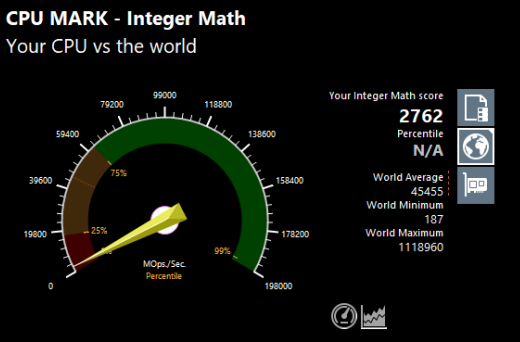 CPU MARK - Integer Math
Your CPU vs the world
99000
79200
118800
59400
138600
39600
158400
19800
178200
0
198000
75%
25%
99%
MOps./Sec.
Percentile
Your Integer Math score
2762
Percentile
N/A
World Average
45455
World Minimum
187
World Maximum
1118960